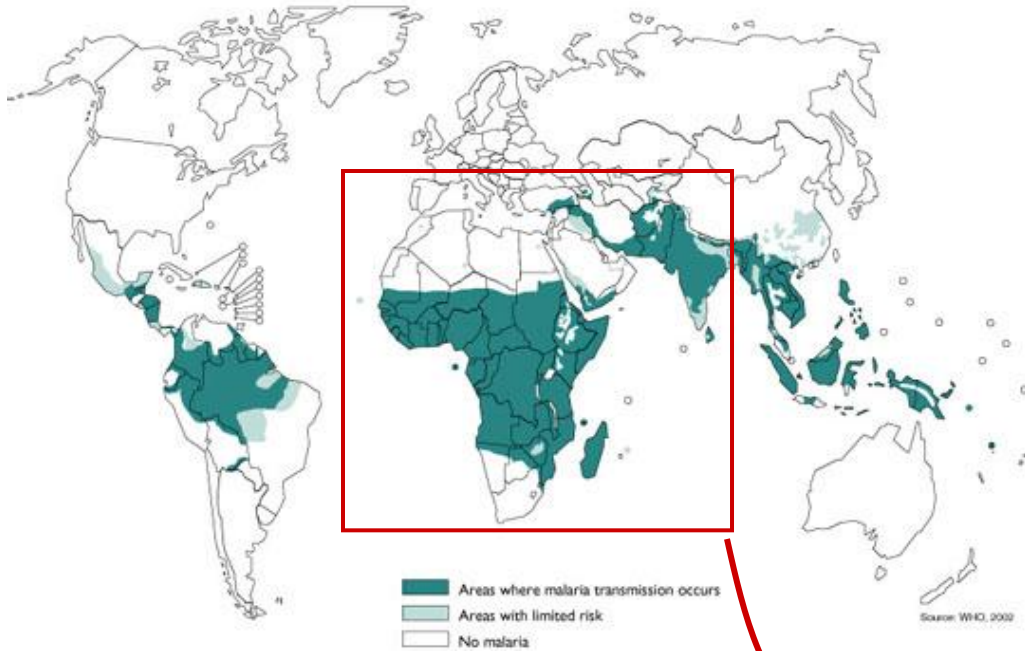 Areas where malaria transmission occurs
Areas with limited risk
Source: WHO, 2002
No malaria